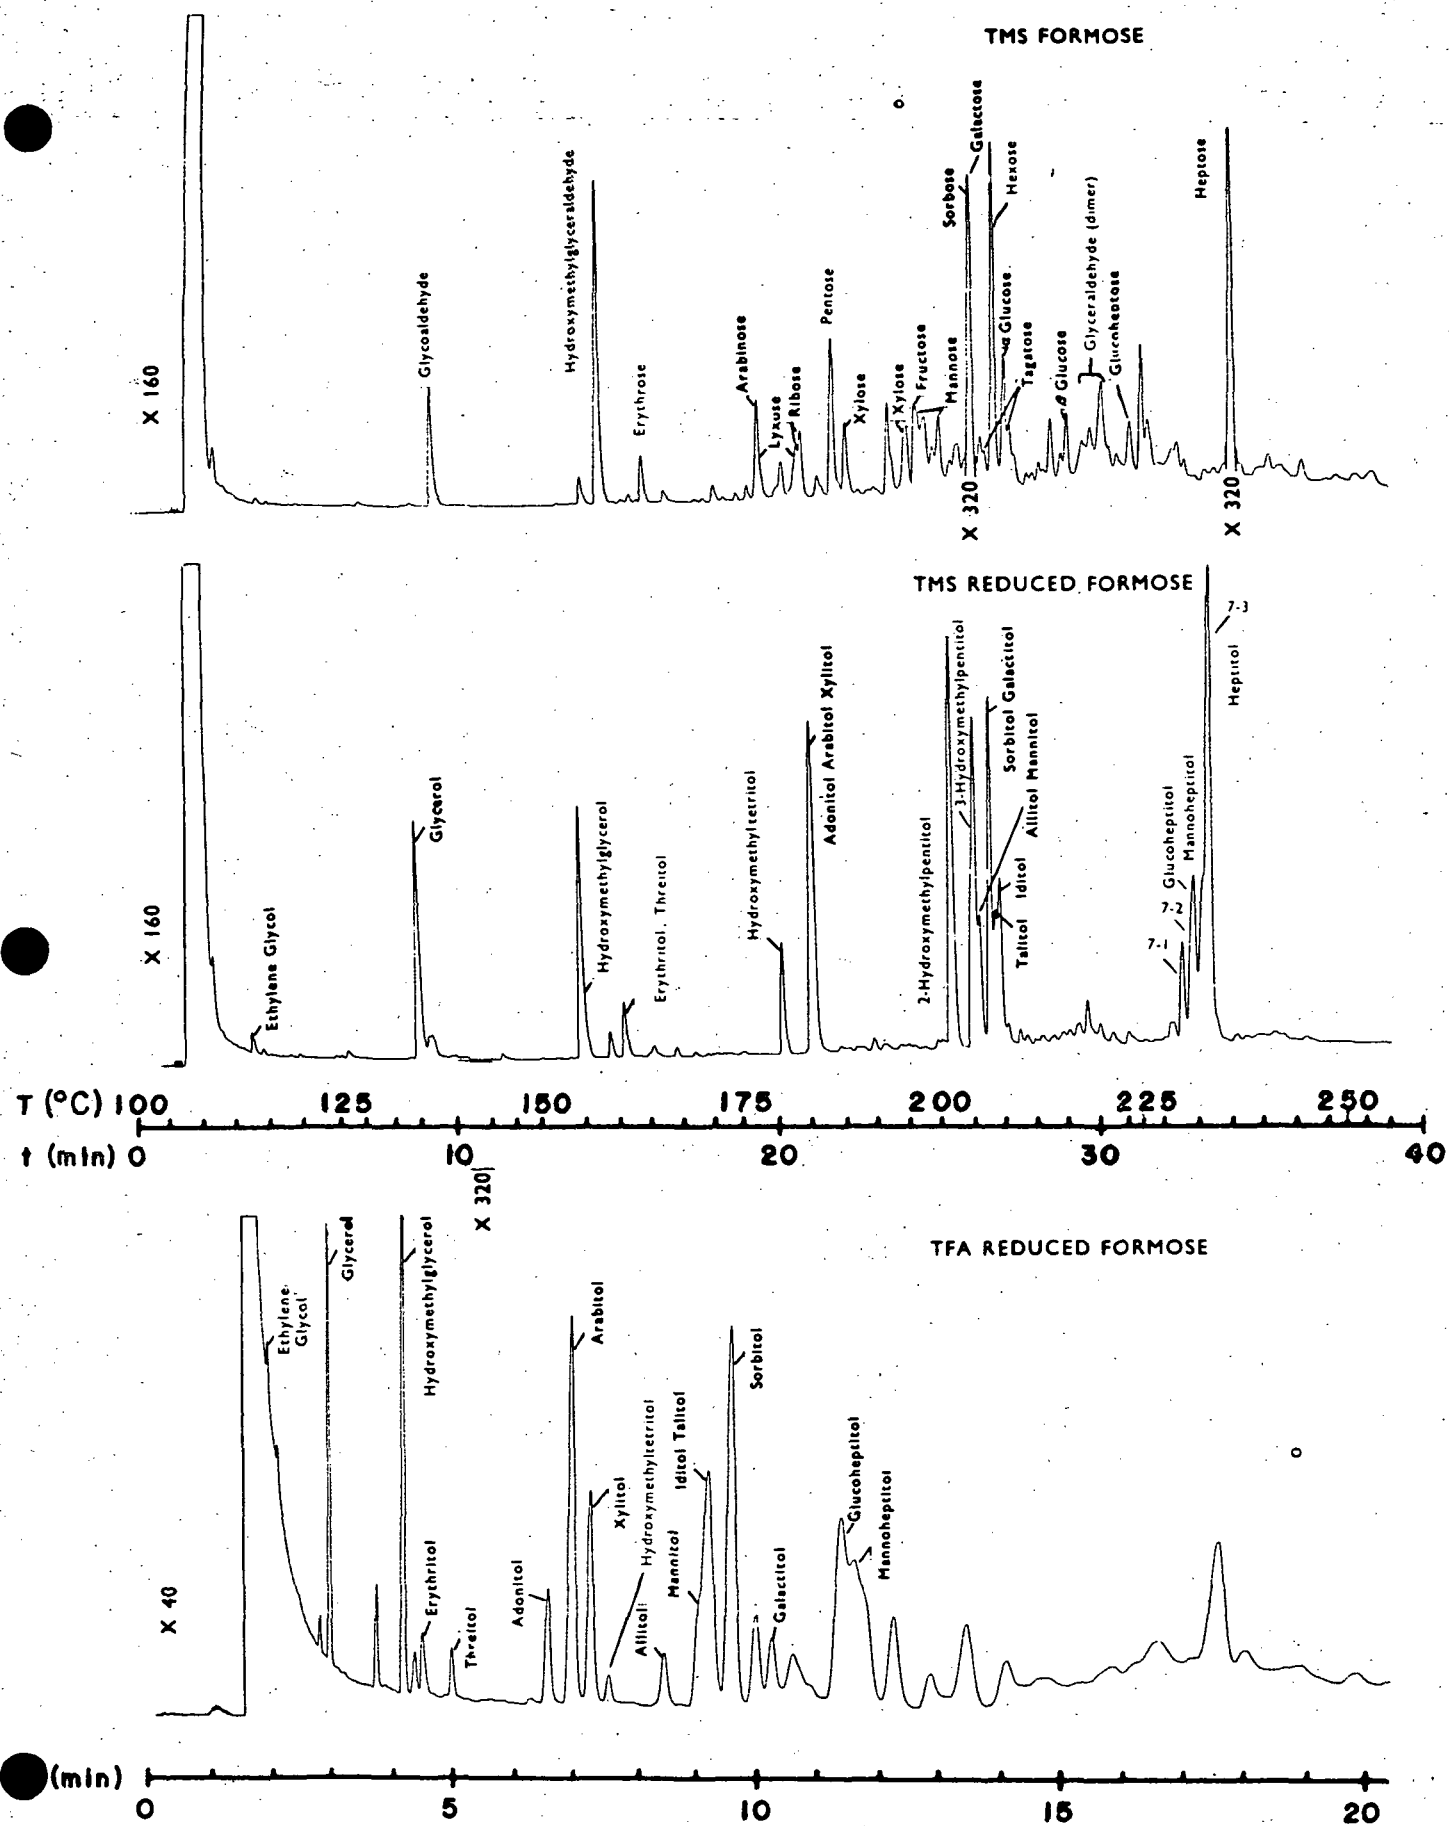 TMS FORMOSE
X 160
Glycoaldehyde
Hydroxymethylglyceraldehyde
Erythrose
Arabinose
Lyxose
Ribose
Pentose
Xylose
Xylose
Fructose
Mannose
Sorbose
Galactose
Hexose
α Glucose
Tagatose
β Glucose
Glyceraldehyde (dimer)
Glucoheptose
Heptose
X 320
X 320
TMS REDUCED FORMOSE
X 160
Ethylene Glycol
Glycerol
Hydroxymethylglycerol
Erythritol, Threitol
Hydroxymethyltetritol
Adonitol Arabitol Xylitol
2-Hydroxymethylpentitol
3-Hydroxymethylpentitol
Sorbitol Galactitol
Allitol Mannitol
Talitol Iditol
7-1
7-2
Glucoheptitol
Mannoheptitol
7-3
Heptitol
T (°C) 100 125 150 175 200 225 250
t (min) 0 10 20 30 40
X 320
TFA REDUCED FORMOSE
X 40
Ethylene
Glycol
Glycerol
Hydroxymethylglycerol
Erythritol
Threitol
Adonitol
Arabitol
Xylitol
Hydroxymethyltetritol
Allitol
Mannitol
Iditol Talitol
Sorbitol
Galactitol
Glucoheptitol
Mannoheptitol
(min)
0 5 10 15 20